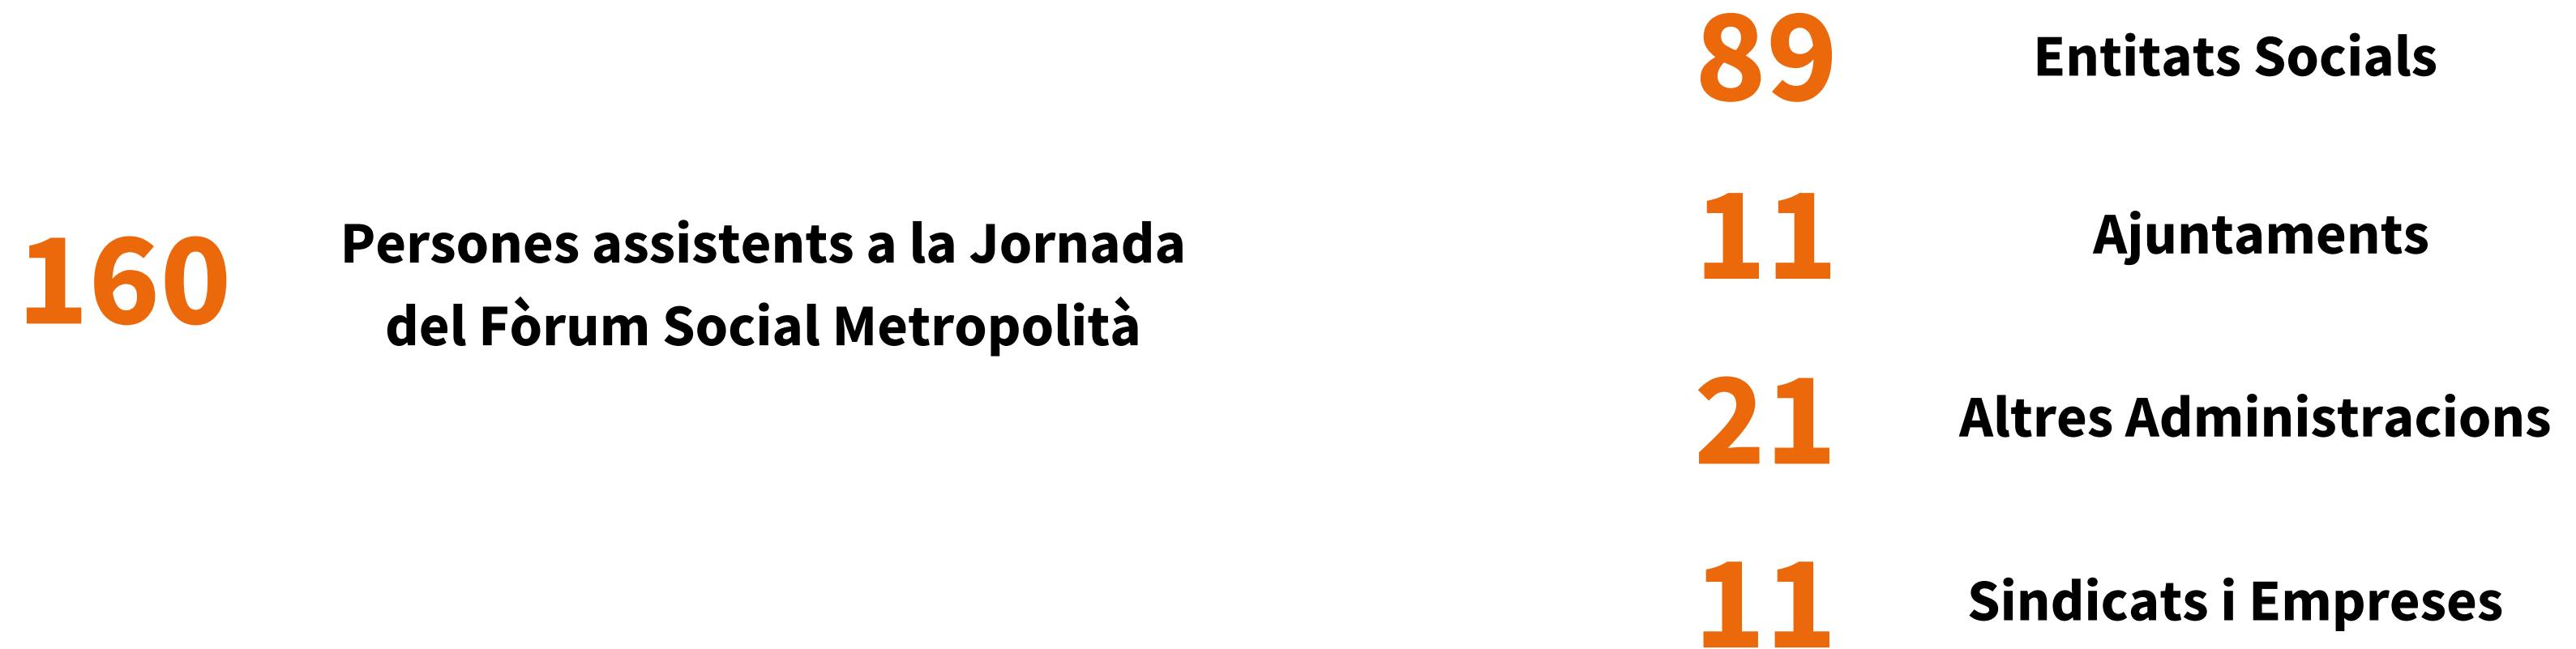 160
Persones assistents a la Jornada
del Fòrum Social Metropolità
89 Entitats Socials
11 Ajuntaments
21 Altres Administracions
11 Sindicats i Empreses